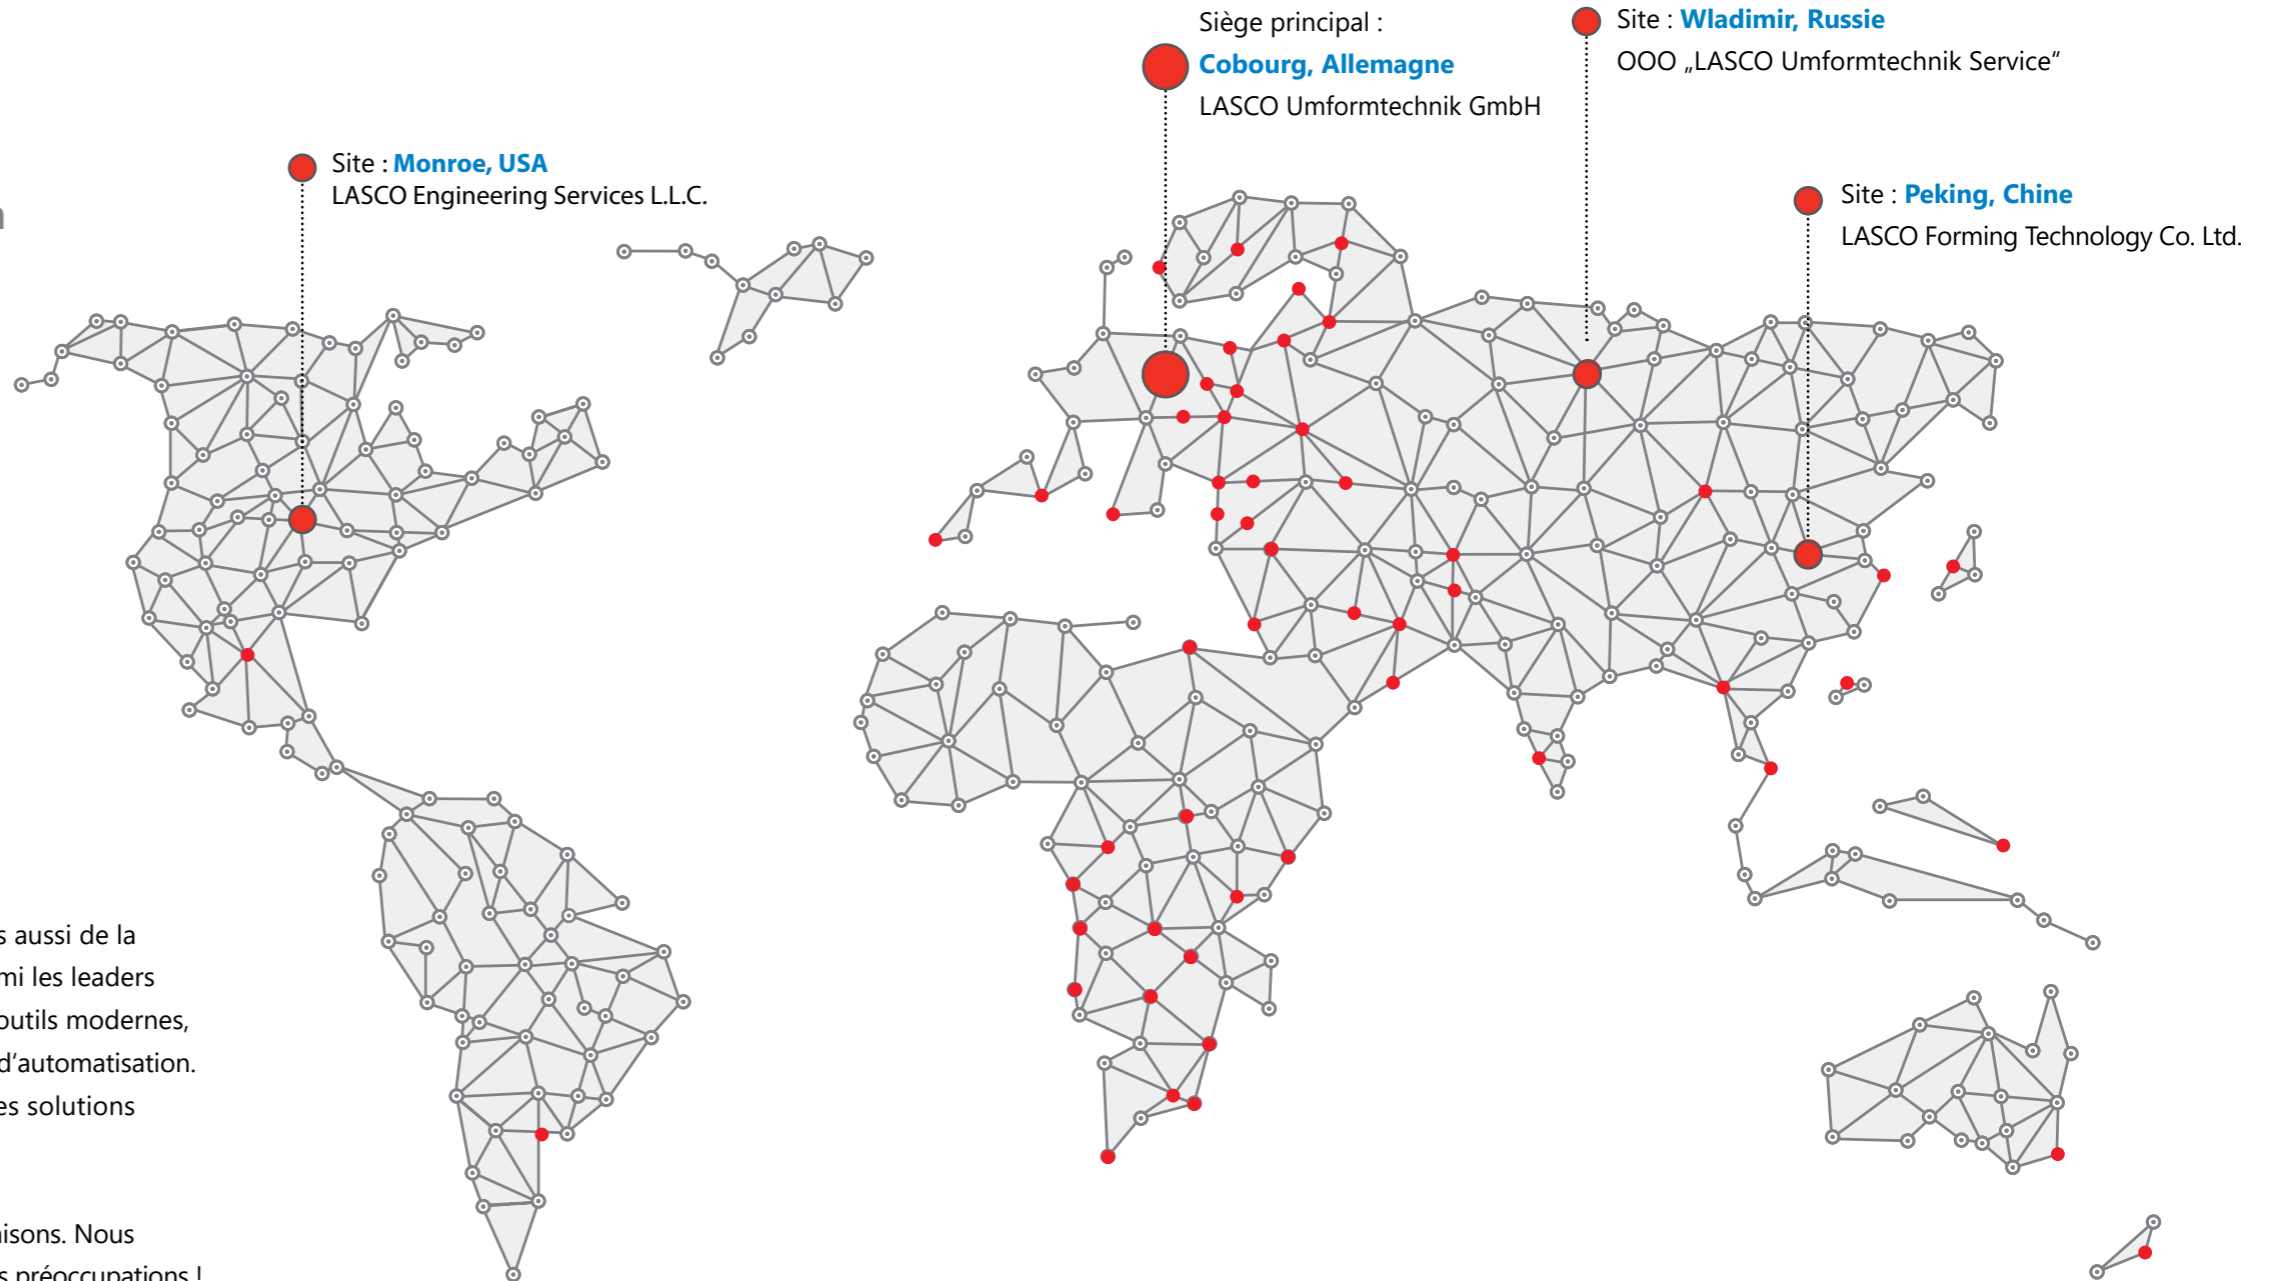 Siège principal :
Cobourg, Allemagne
LASCO Umformtechnik GmbH
Site : Wladimir, Russie
OOO „LASCO Umformtechnik Service“
Site : Monroe, USA
LASCO Engineering Services L.L.C.
Site : Peking, Chine
LASCO Forming Technology Co. Ltd.
s aussi de la
mi les leaders
outils modernes,
d‘automatisation.
es solutions
isons. Nous
s préoccupations !